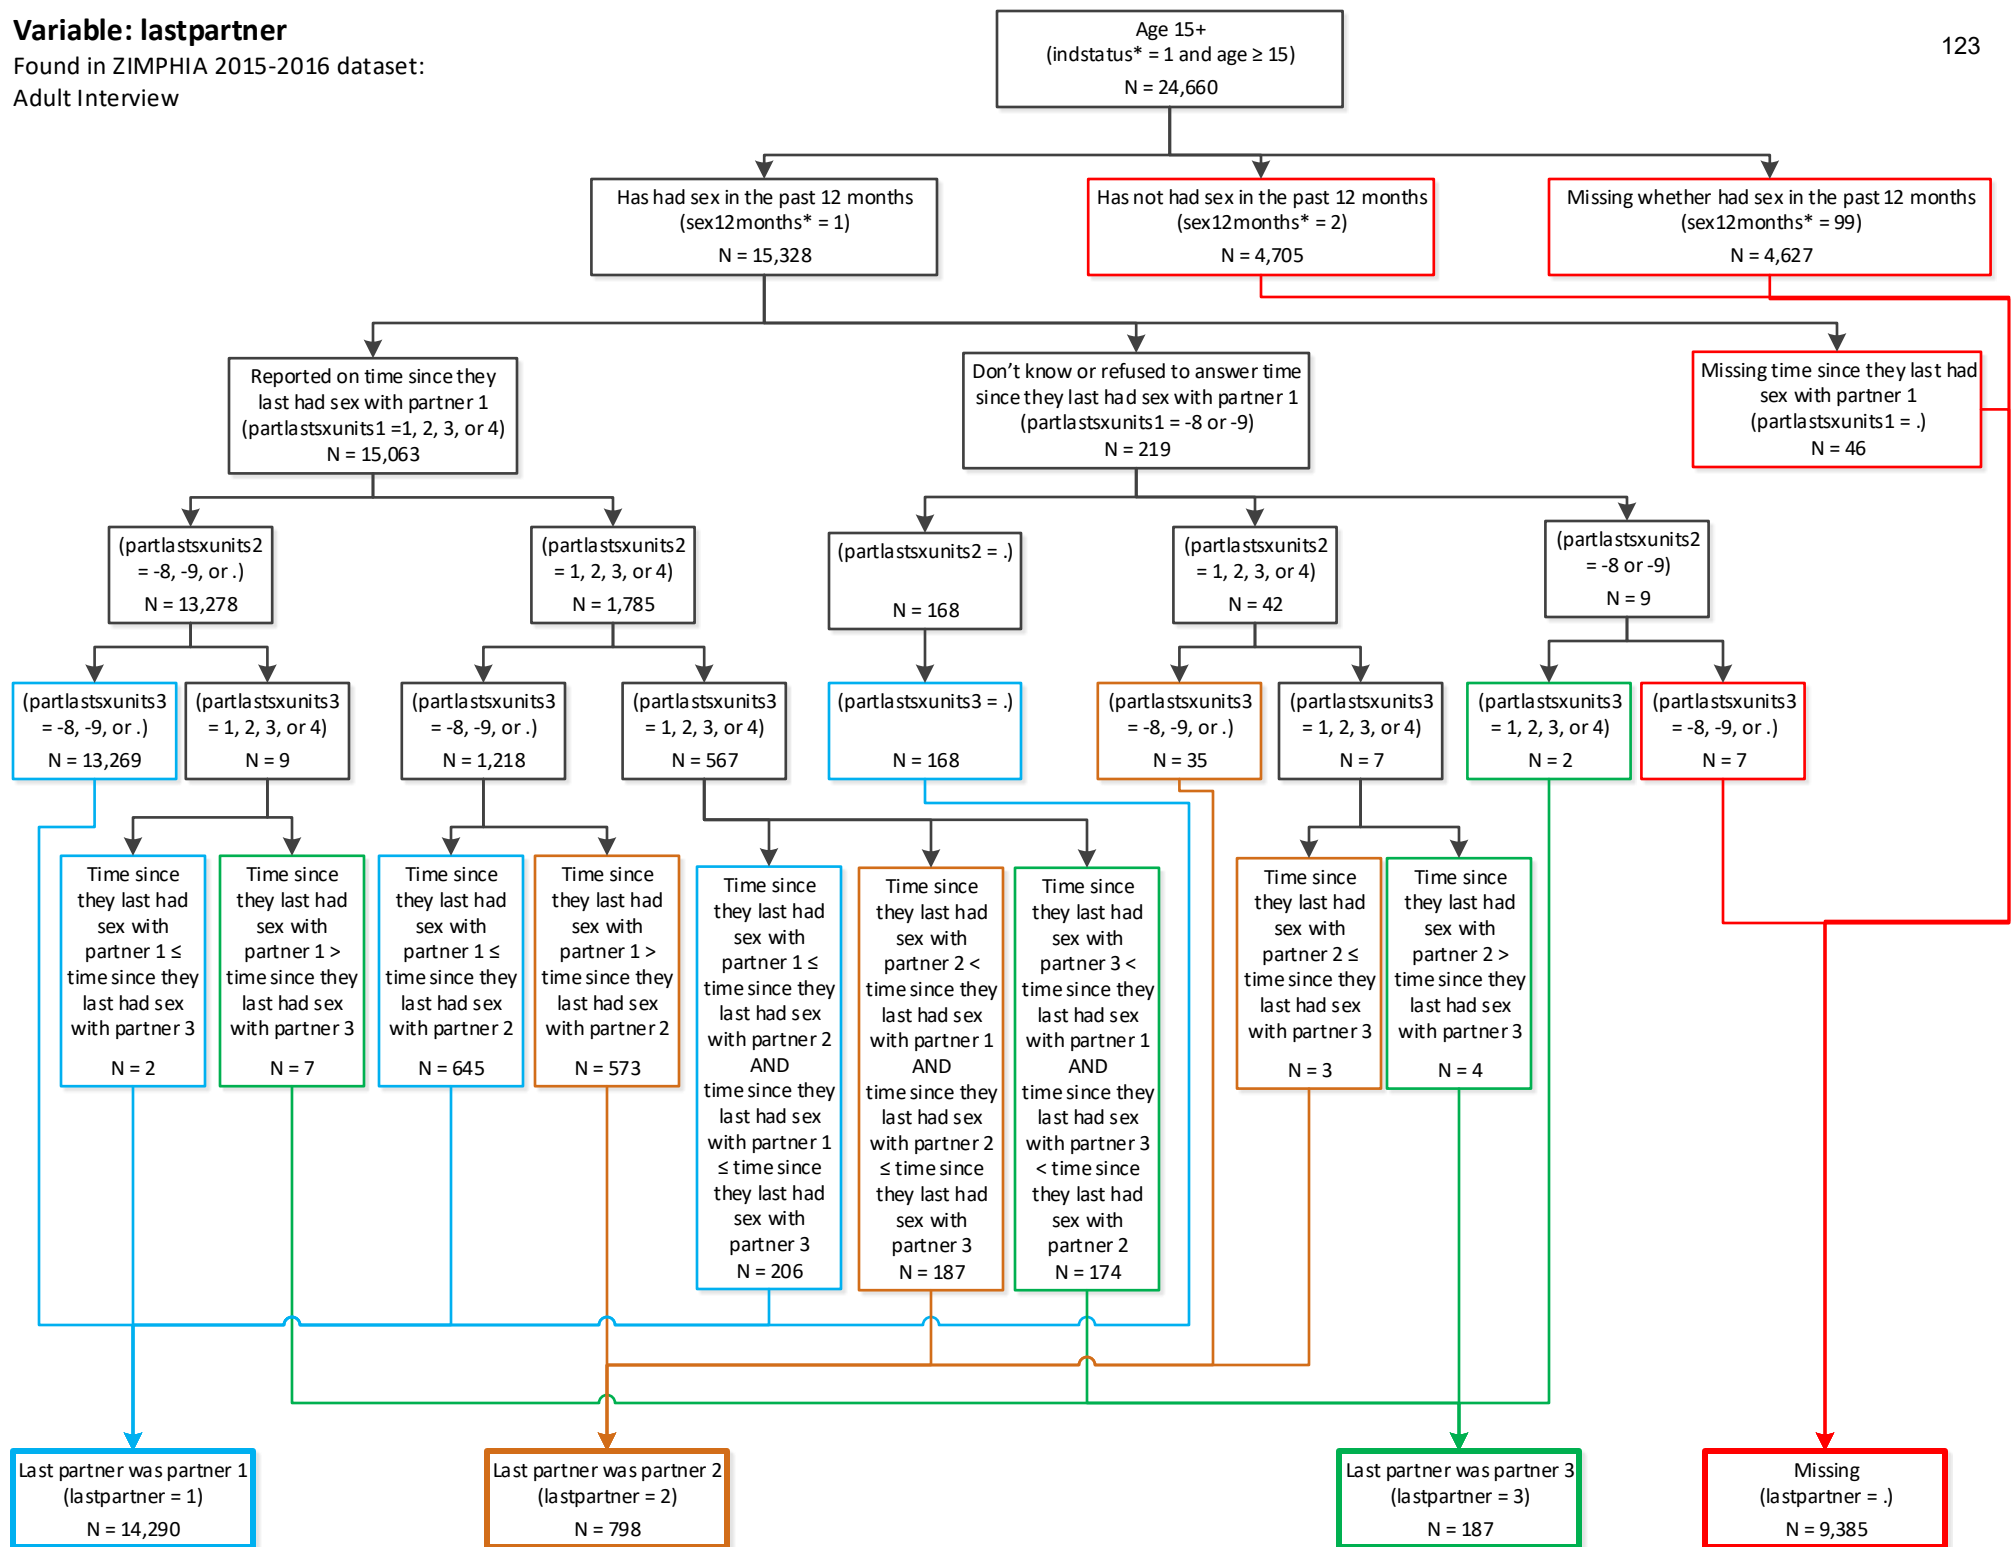 Variable: lastpartner
Found in ZIMPHIA 2015-2016 dataset:
Adult Interview
123
Age 15+
(indstatus* = 1 and age ≥ 15)
N = 24,660
Has had sex in the past 12 months
(sex12months* = 1)
N = 15,328
Has not had sex in the past 12 months
(sex12months* = 2)
N = 4,705
Missing whether had sex in the past 12 months
(sex12months* = 99)
N = 4,627
Reported on time since they
last had sex with partner 1
(partlastsxunits1 =1, 2, 3, or 4)
N = 15,063
Don’t know or refused to answer time
since they last had sex with partner 1
(partlastsxunits1 = -8 or -9)
N = 219
Missing time since they last had
sex with partner 1
(partlastsxunits1 = .)
N = 46
(partlastsxunits2
= -8, -9, or .)
N = 13,278
(partlastsxunits2
= 1, 2, 3, or 4)
N = 1,785
(partlastsxunits2 = .)
N = 168
(partlastsxunits2
= 1, 2, 3, or 4)
N = 42
(partlastsxunits2
= -8 or -9)
N = 9
(partlastsxunits3
= -8, -9, or .)
N = 13,269
(partlastsxunits3
= 1, 2, 3, or 4)
N = 9
(partlastsxunits3
= -8, -9, or .)
N = 1,218
(partlastsxunits3
= 1, 2, 3, or 4)
N = 567
(partlastsxunits3 = .)
N = 168
(partlastsxunits3
= -8, -9, or .)
N = 35
(partlastsxunits3
= 1, 2, 3, or 4)
N = 7
(partlastsxunits3
= 1, 2, 3, or 4)
N = 2
(partlastsxunits3
= -8, -9, or .)
N = 7
Time since
they last had
sex with
partner 1 ≤
time since they
last had sex
with partner 3
N = 2
Time since
they last had
sex with
partner 1 >
time since they
last had sex
with partner 3
N = 7
Time since
they last had
sex with
partner 1 ≤
time since they
last had sex
with partner 2
N = 645
Time since
they last had
sex with
partner 1 >
time since they
last had sex
with partner 2
N = 573
Time since
they last had
sex with
partner 1 ≤
time since they
last had sex
with partner 2
AND
time since they
last had sex
with partner 1
≤ time since
they last had
sex with
partner 3
N = 206
Time since
they last had
sex with
partner 2 <
time since they
last had sex
with partner 1
AND
time since they
last had sex
with partner 2
≤ time since
they last had
sex with
partner 3
N = 187
Time since
they last had
sex with
partner 3 <
time since they
last had sex
with partner 1
AND
time since they
last had sex
with partner 3
< time since
they last had
sex with
partner 2
N = 174
Time since
they last had
sex with
partner 2 ≤
time since they
last had sex
with partner 3
N = 3
Time since
they last had
sex with
partner 2 >
time since they
last had sex
with partner 3
N = 4
Last partner was partner 1
(lastpartner = 1)
N = 14,290
Last partner was partner 2
(lastpartner = 2)
N = 798
Last partner was partner 3
(lastpartner = 3)
N = 187
Missing
(lastpartner = .)
N = 9,385